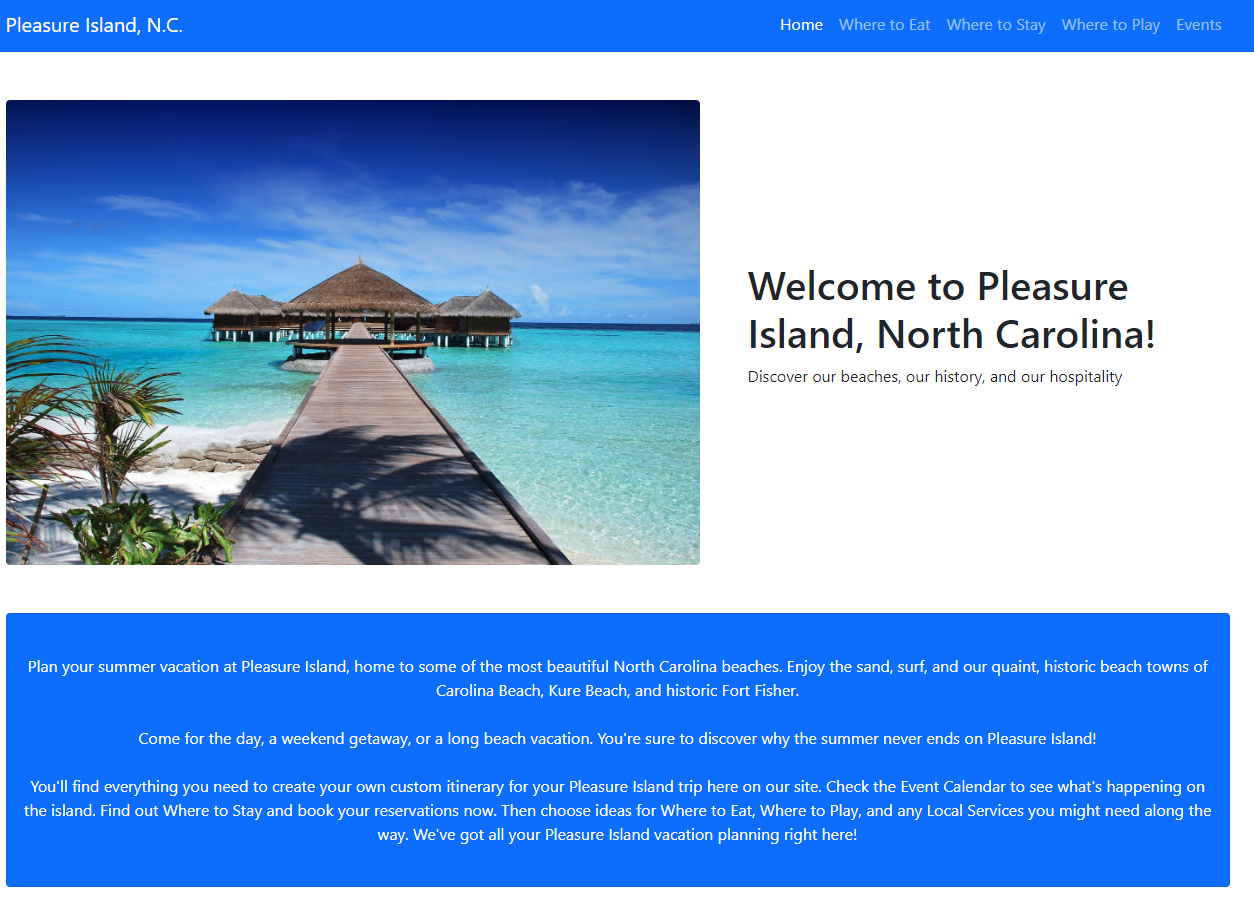 Pleasure Island, N.C.
Home Where to Eat Where to Stay Where to Play Events
Welcome to Pleasure
Island, North Carolina!
Discover our beaches, our history, and our hospitality
Plan your summer vacation at Pleasure Island, home to some of the most beautiful North Carolina beaches. Enjoy the sand, surf, and our quaint, historic beach towns of
Carolina Beach, Kure Beach, and historic Fort Fisher.
Come for the day, a weekend getaway, or a long beach vacation. You're sure to discover why the summer never ends on Pleasure Island!
You'll find everything you need to create your own custom itinerary for your Pleasure Island trip here on our site. Check the Event Calendar to see what's happening on
the island. Find out Where to Stay and book your reservations now. Then choose ideas for Where to Eat, Where to Play, and any Local Services you might need along the
way. We've got all your Pleasure Island vacation planning right here!